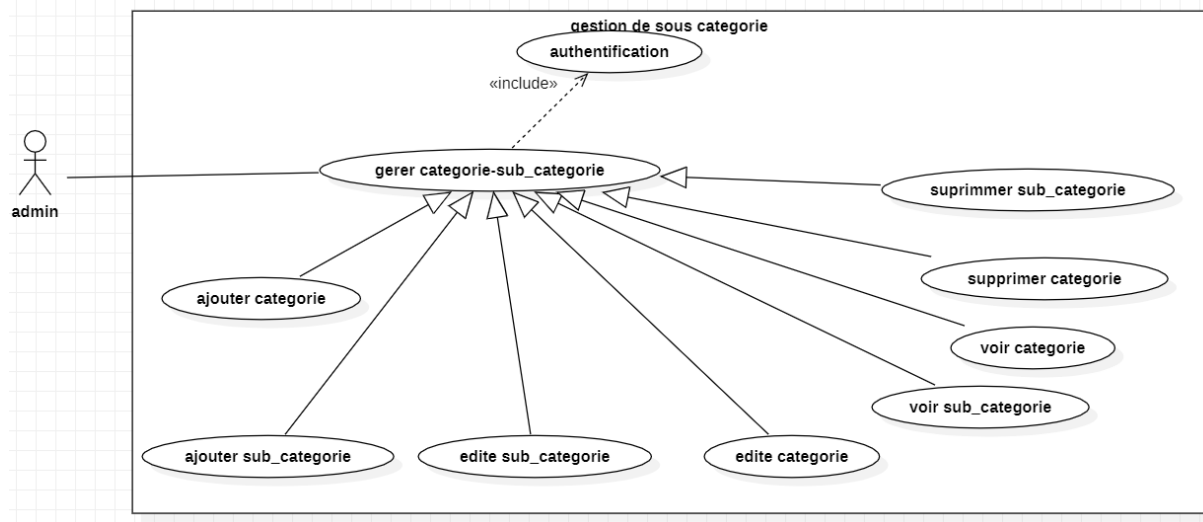 gestion de sous categorie
authentification
«include»
gerer categorie-sub_categorie
suprimmer sub_categorie
admin
supprimer categorie
ajouter categorie
voir categorie
voir sub_categorie
ajouter sub_categorie
edite sub_categorie
edite categorie